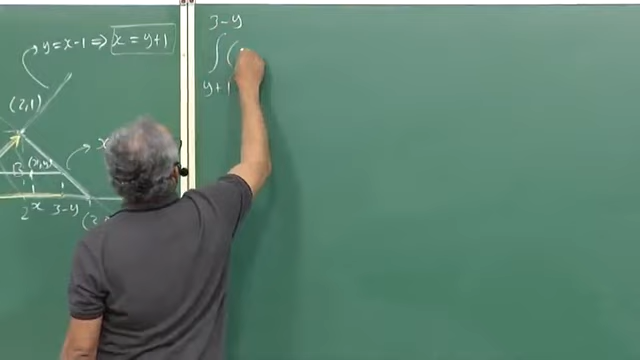 y=x-1 ⇒ x = y+1
(2,1)
(x,y)
x
2 x 3-y
3-y
∫ (
y+1